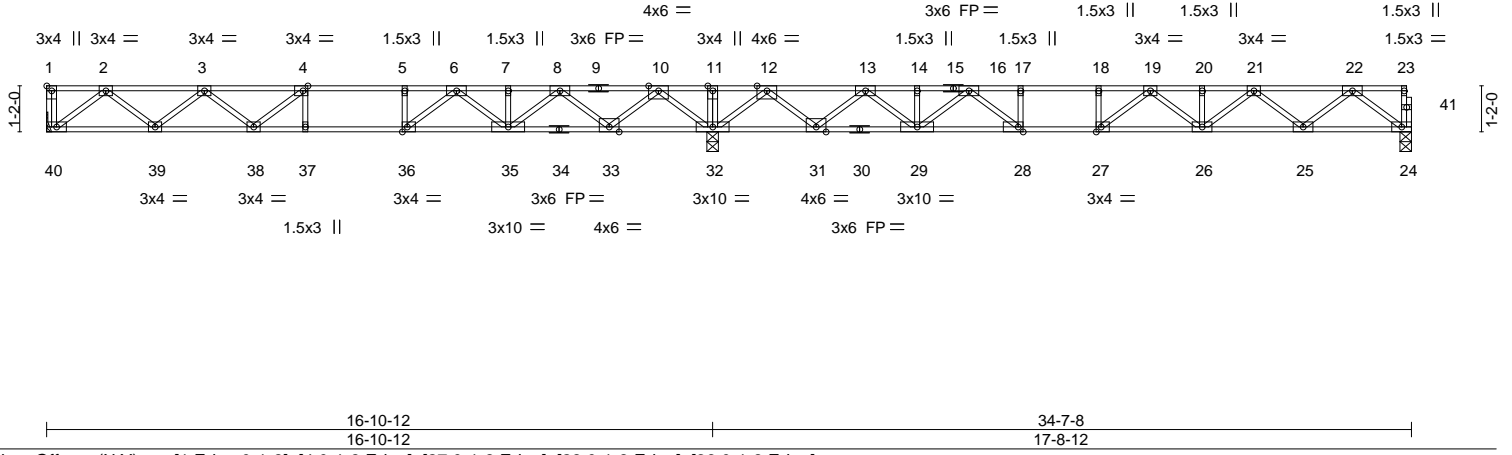 4x6 = 3x6 FP = 1.5x3 || 1.5x3 || 1.5x3 ||
3x4 || 3x4 = 3x4 = 3x4 = 1.5x3 || 1.5x3 || 3x6 FP = 3x4 || 4x6 = 1.5x3 || 1.5x3 || 3x4 = 3x4 = 1.5x3 =
1 2 3 4 5 6 7 8 9 10 11 12 13 14 15 16 17 18 19 20 21 22 23
1-2-0 41 1-2-0
40 39 38 37 36 35 34 33 32 31 30 29 28 27 26 25 24
3x4 = 3x4 = 3x4 = 3x6 FP = 3x10 = 4x6 = 3x10 = 3x4 =
1.5x3 || 3x10 = 4x6 = 3x6 FP =
16-10-12 34-7-8
16-10-12 17-8-12